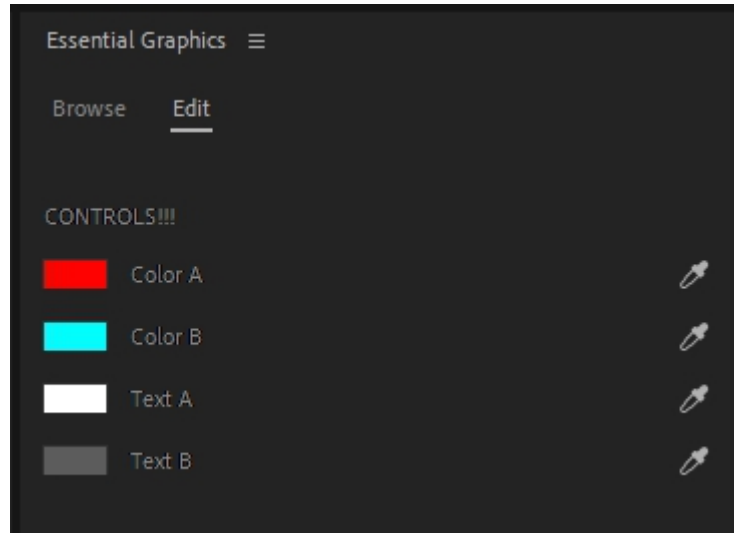 Essential Graphics
Browse Edit
CONTROLS!!!
Color A
Color B
Text A
Text B